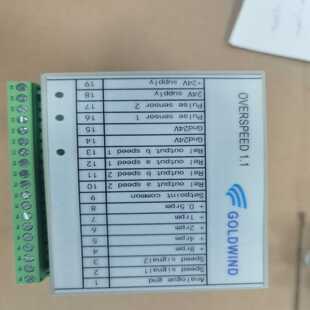 OVERSPEED 1.1
GOLDWIND
1 Analogue gnd
2 Speed signal1
3 Speed signal2
4 + 8rpm
5 + 4rpm
6 + 2rpm
7 + 1rpm
8 + 0.5rpm
9 Setpoint common
10 Rel output a speed 2
11 Rel output b speed 2
12 Rel output a speed 1
13 Rel output b speed 1
14 Gnd24V
15 Gnd24V
16 Pulse sensor 1
17 Pulse sensor 2
18 24V supply
19 +24V supply